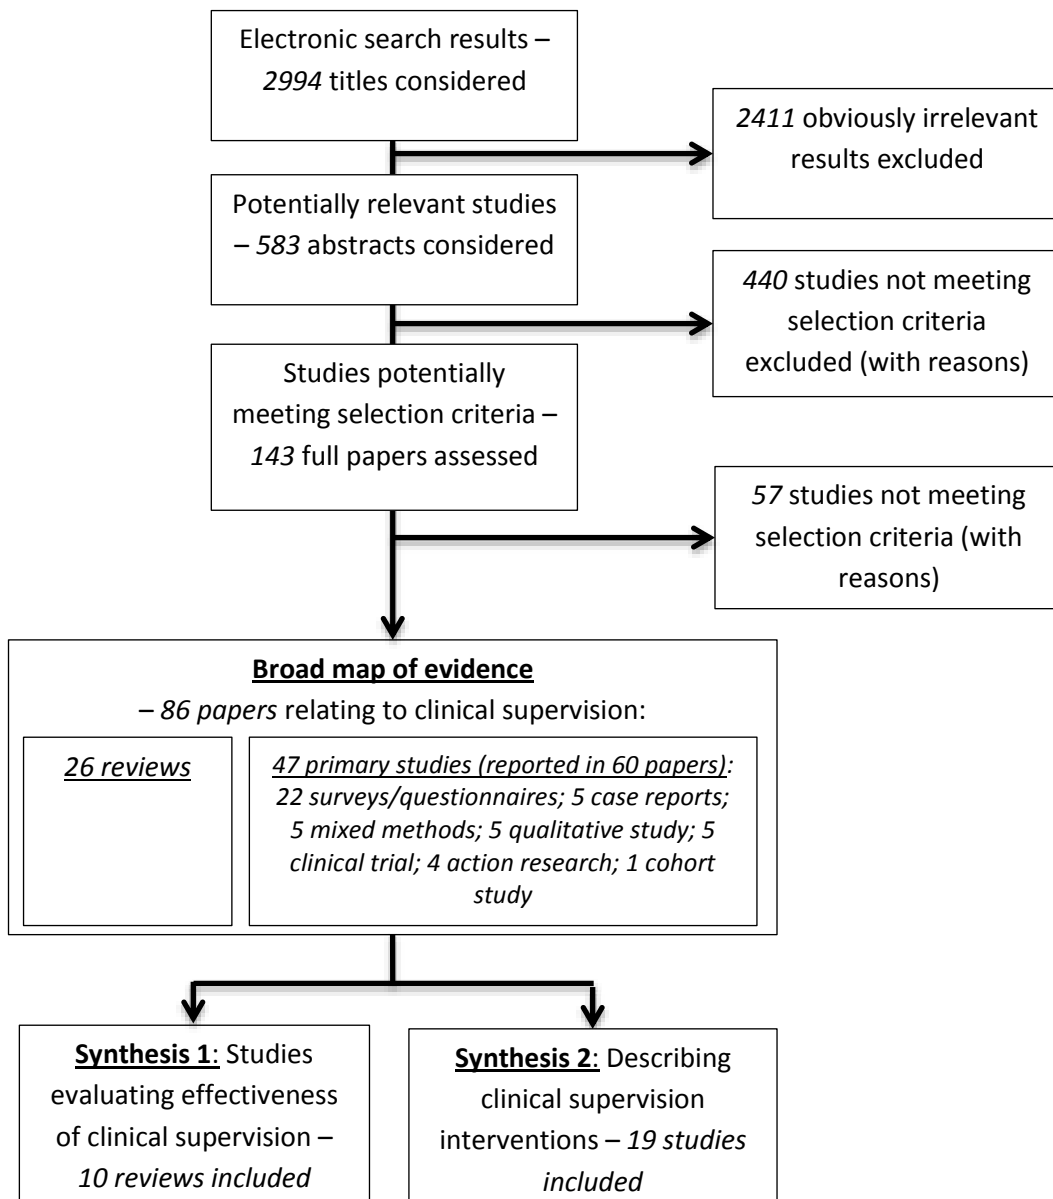 Electronic search results –
2994 titles considered
2411 obviously irrelevant
results excluded
Potentially relevant studies
– 583 abstracts considered
440 studies not meeting
selection criteria
excluded (with reasons)
Studies potentially
meeting selection criteria –
143 full papers assessed
57 studies not meeting
selection criteria (with
reasons)
Broad map of evidence
– 86 papers relating to clinical supervision:
26 reviews
47 primary studies (reported in 60 papers):
22 surveys/questionnaires; 5 case reports;
5 mixed methods; 5 qualitative study; 5
clinical trial; 4 action research; 1 cohort
study
Synthesis 1: Studies
evaluating effectiveness
of clinical supervision –
10 reviews included
Synthesis 2: Describing
clinical supervision
interventions – 19 studies
included